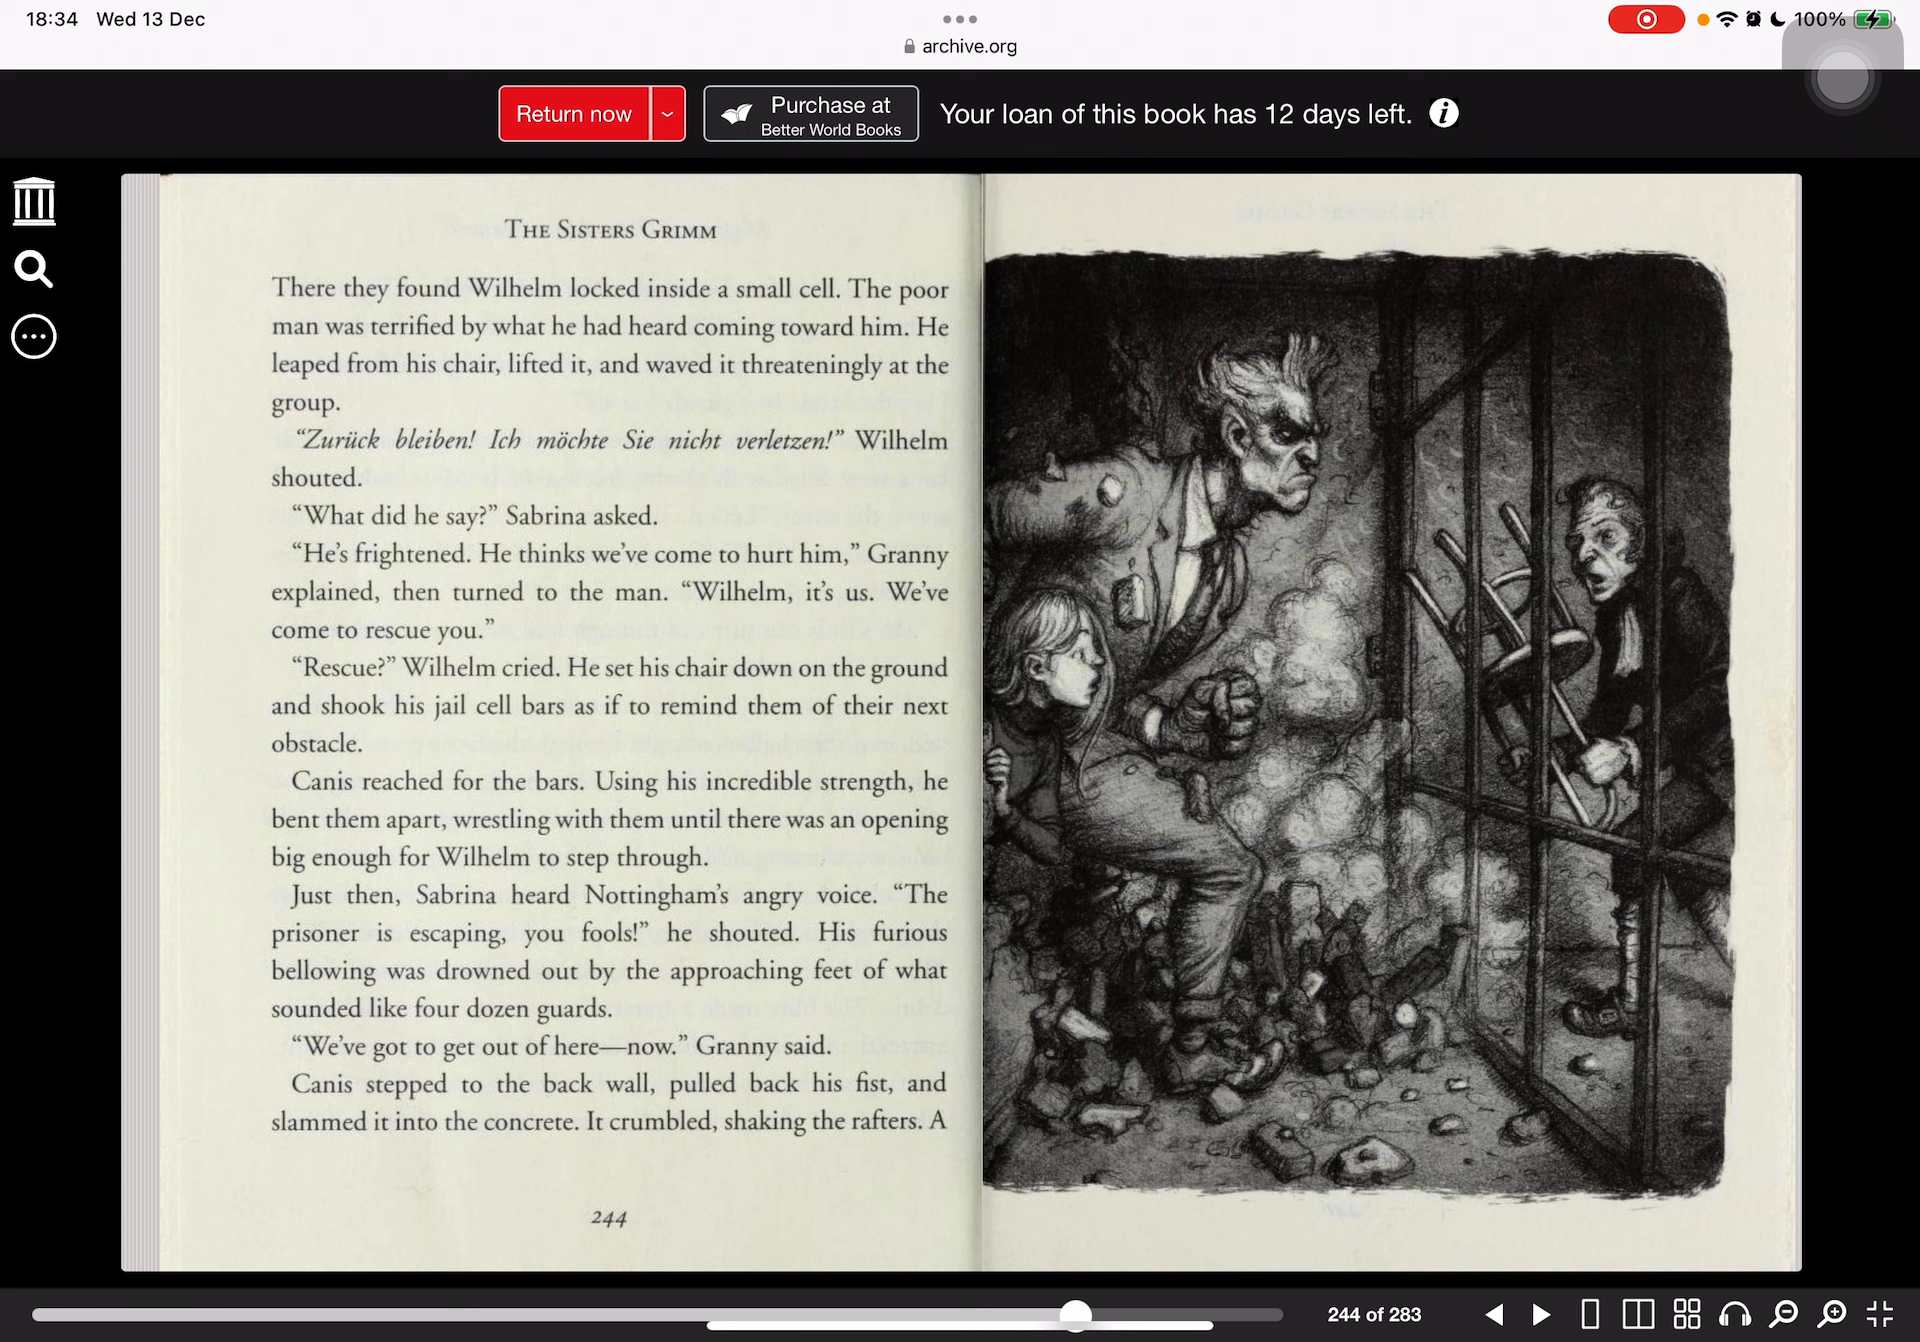 18:34 Wed 13 Dec
100%
archive.org
Return now
Purchase at
Better World Books
Your loan of this book has 12 days left.
THE SISTERS GRIMM
There they found Wilhelm locked inside a small cell. The poor
man was terrified by what he had heard coming toward him. He
leaped from his chair, lifted it, and waved it threateningly at the
group.
“Zurück bleiben! Ich möchte Sie nicht verletzen!” Wilhelm
shouted.
“What did he say?” Sabrina asked.
“He’s frightened. He thinks we’ve come to hurt him,” Granny
explained, then turned to the man. “Wilhelm, it’s us. We’ve
come to rescue you.”
“Rescue?” Wilhelm cried. He set his chair down on the ground
and shook his jail cell bars as if to remind them of their next
obstacle.
Canis reached for the bars. Using his incredible strength, he
bent them apart, wrestling with them until there was an opening
big enough for Wilhelm to step through.
Just then, Sabrina heard Nottingham’s angry voice. “The
prisoner is escaping, you fools!” he shouted. His furious
bellowing was drowned out by the approaching feet of what
sounded like four dozen guards.
“We’ve got to get out of here—now.” Granny said.
Canis stepped to the back wall, pulled back his fist, and
slammed it into the concrete. It crumbled, shaking the rafters. A
244
244 of 283